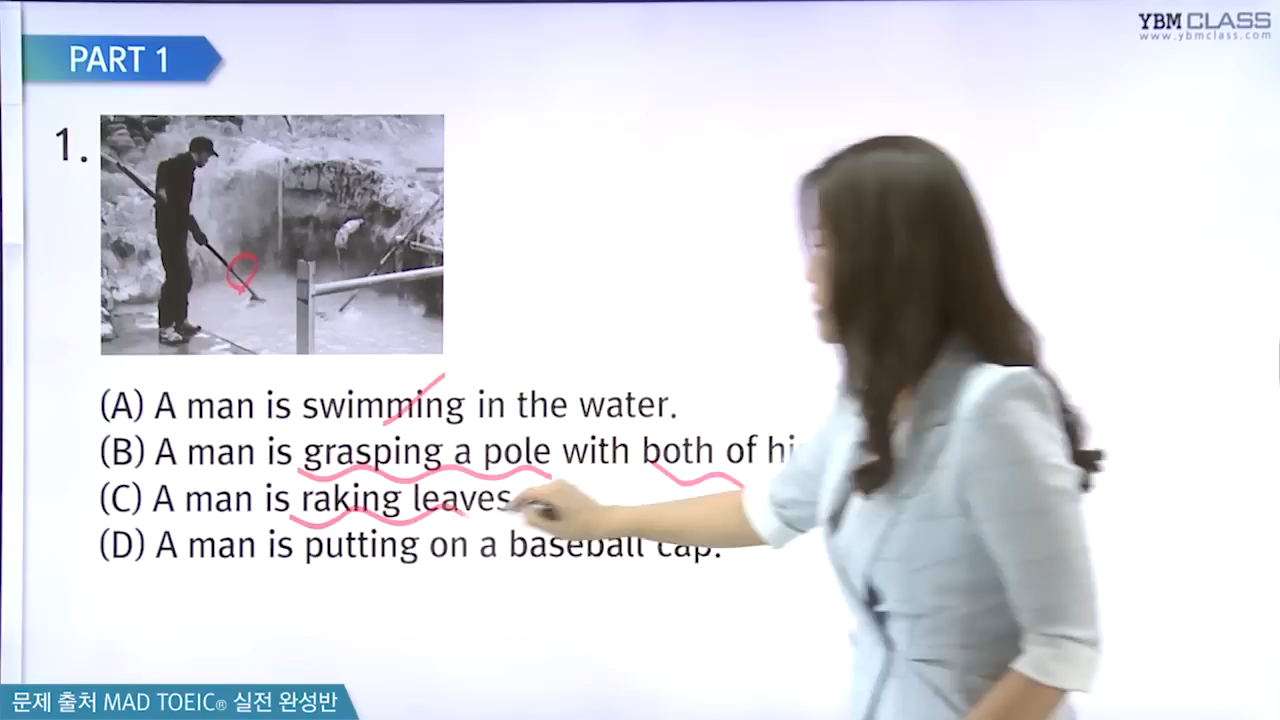 YBM CLASS
www.ybmclass.com
PART 1
1.
(A) A man is swimming in the water.
(B) A man is grasping a pole with both of
(C) A man is raking leaves
(D) A man is putting on a baseball cap.
문제 출처 MAD TOEIC® 실전 완성반